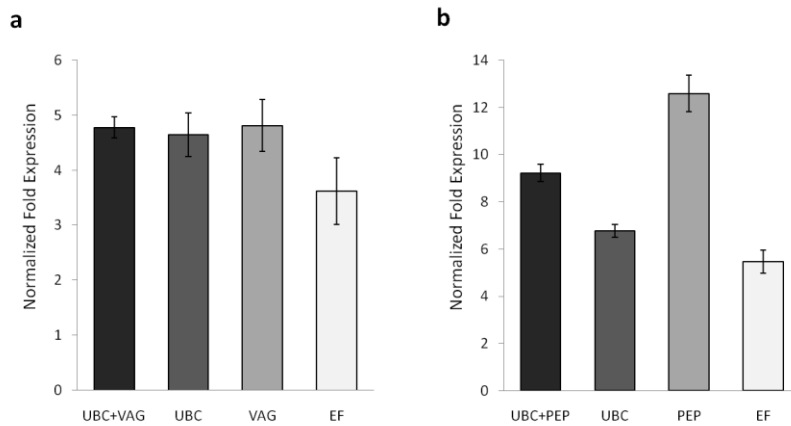 a
Normalized Fold Expression
6
5
4
3
2
1
0
UBC+VAG UBC VAG EF
b
Normalized Fold Expression
14
12
10
8
6
4
2
0
UBC+PEP UBC PEP EF